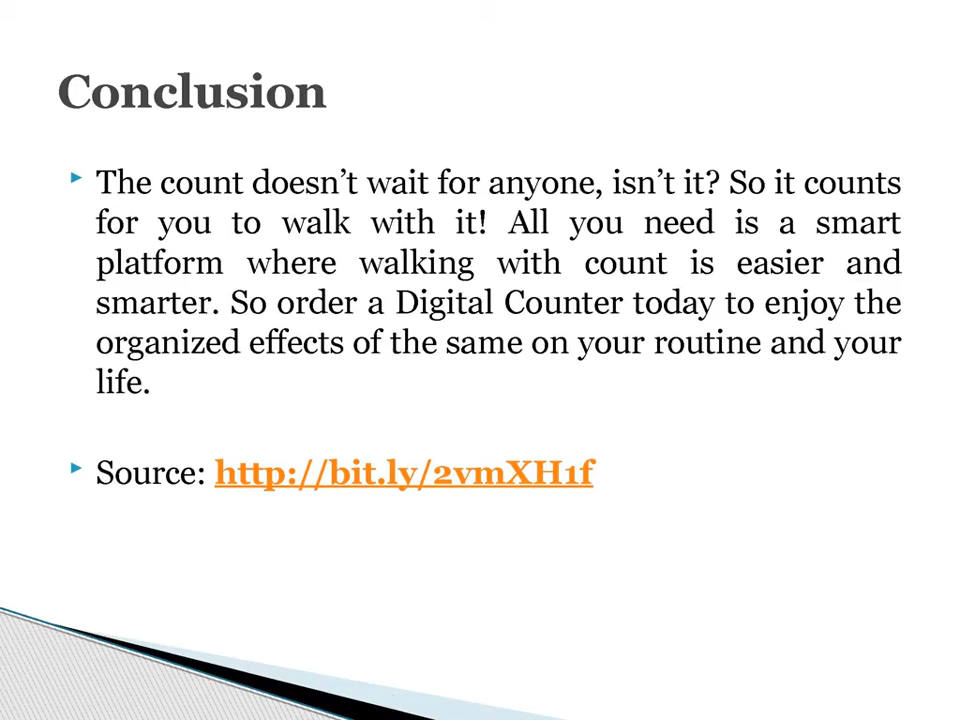 Conclusion
The count doesn’t wait for anyone, isn’t it? So it counts
for you to walk with it! All you need is a smart
platform where walking with count is easier and
smarter. So order a Digital Counter today to enjoy the
organized effects of the same on your routine and your
life.
Source: http://bit.ly/2vmXH1f